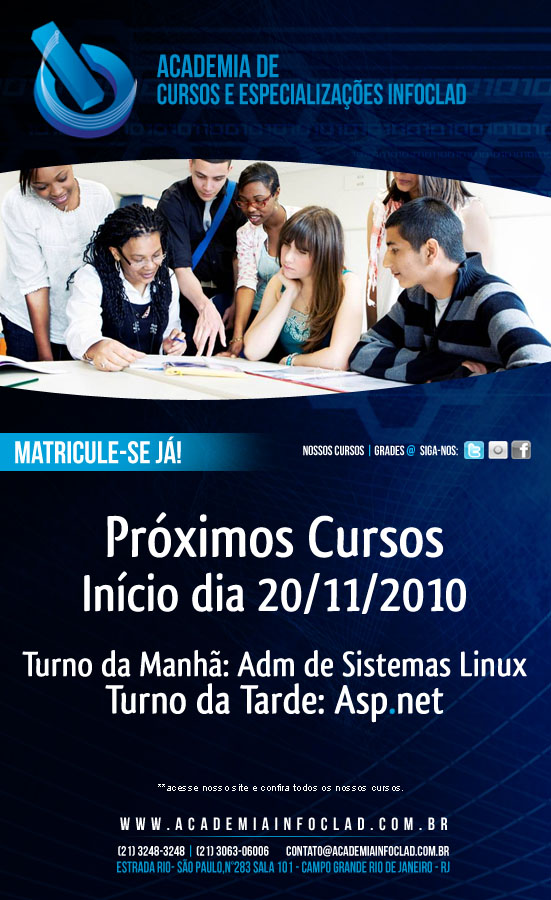 ACADEMIA DE
CURSOS E ESPECIALIZAÇÕES INFOCLAD
MATRICULE-SE JÁ!
NOSSOS CURSOS | GRADES @ SIGA-NOS:
Próximos Cursos
Início dia 20/11/2010
Turno da Manhã: Adm de Sistemas Linux
Turno da Tarde: Asp.net
**acesse nosso site e confira todos os nossos cursos.
WWW.ACADEMIAINFOCLAD.COM.BR
(21) 3248-3248 | (21) 3063-06006 CONTATO@ACADEMIAINFOCLAD.COM.BR
ESTRADA RIO- SÃO PAULO,N°283 SALA 101 - CAMPO GRANDE RIO DE JANEIRO - RJ